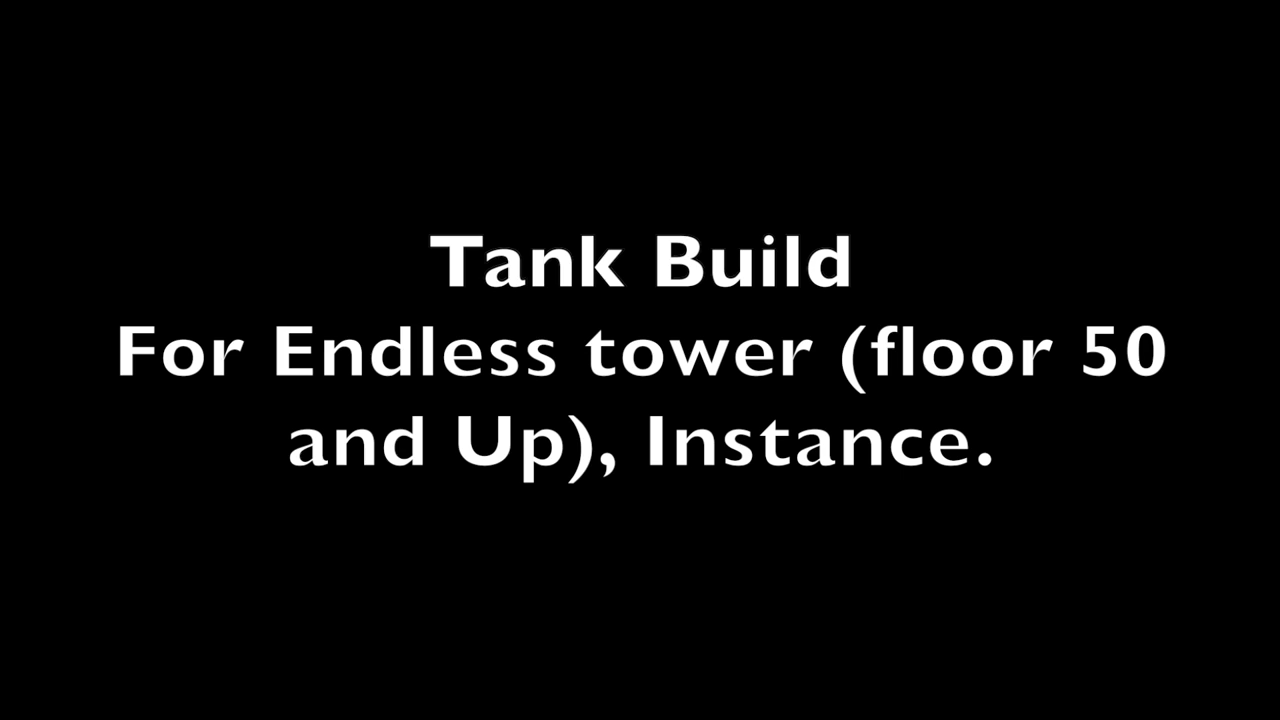 Tank Build
For Endless tower (floor 50
and Up), Instance.